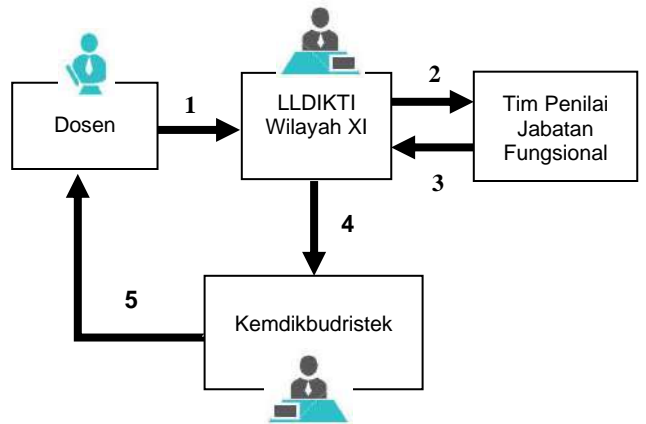 Dosen
1
LLDIKTI
Wilayah XI
2
Tim Penilai
Jabatan
Fungsional
3
4
Kemdikbudristek
5